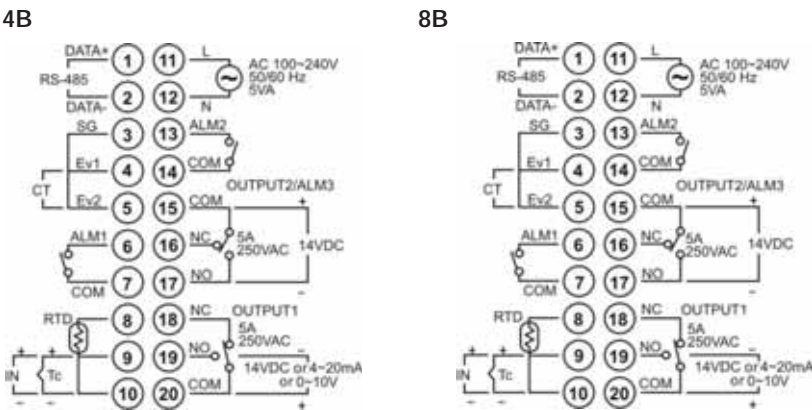 4B
DATA+
RS-485
DATA-
SG
Ev1
CT
Ev2
ALM1
COM
RTD
IN
+
+
Tc
−
−
1
2
3
4
5
6
7
8
9
10
11
12
13
14
15
16
17
18
19
20
L
AC 100~240V
50/60 Hz
5VA
N
ALM2
COM
OUTPUT2/ALM3
COM
+
NC
5A
250VAC
14VDC
NO
−
NC
OUTPUT1
5A
250VAC
NO
−
14VDC or 4~20mA
or 0~10V
COM
+
8B
DATA+
RS-485
DATA-
SG
Ev1
CT
Ev2
ALM1
COM
RTD
IN
+
+
Tc
−
−
1
2
3
4
5
6
7
8
9
10
11
12
13
14
15
16
17
18
19
20
L
AC 100~240V
50/60 Hz
5VA
N
ALM2
COM
OUTPUT2/ALM3
COM
+
NC
5A
250VAC
14VDC
NO
−
NC
OUTPUT1
5A
250VAC
NO
−
14VDC or 4~20mA
or 0~10V
COM
+